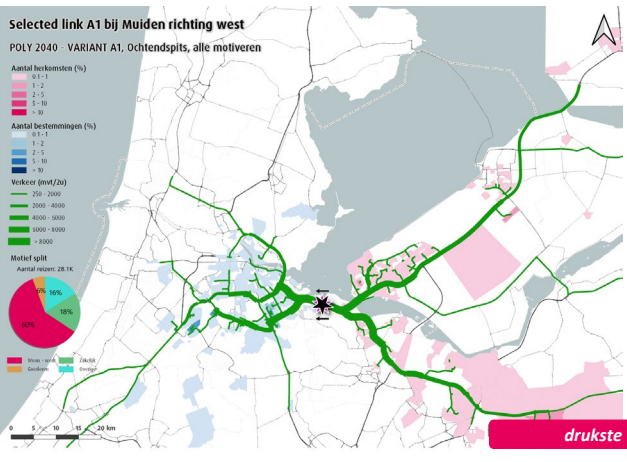 Selected link A1 bij Muiden richting west
POLY 2040 - VARIANT A1, Ochtendspits, alle motiveren
Aantal herkomsten (%)
0.1 - 1
1 - 2
2 - 5
5 - 10
> 10
Aantal bestemmingen (%)
0.1 - 1
1 - 2
2 - 5
5 - 10
> 10
Verkeer (mvt/2u)
250 - 2000
2000 - 4000
4000 - 6000
6000 - 8000
> 8000
Motief split
Aantal reizen: 28.1K
6%
16%
18%
60%
Woon - werk
Zakelijk
Goederen
Overige
0 5 10 15 20 km
drukste